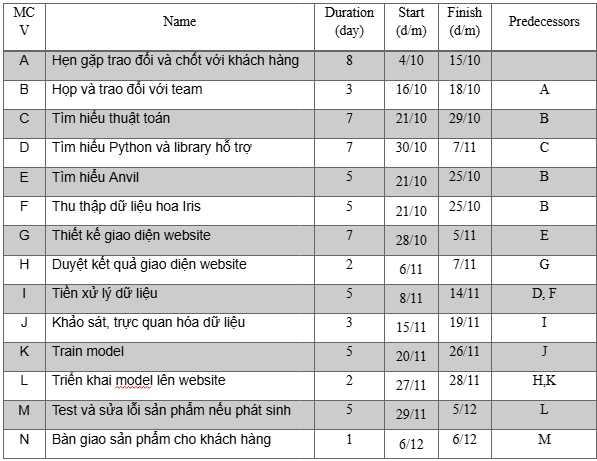 MC V Name Duration (day) Start (d/m) Finish (d/m) Predecessors
A Hẹn gặp trao đổi và chốt với khách hàng 8 4/10 15/10
B Họp và trao đổi với team 3 16/10 18/10 A
C Tìm hiểu thuật toán 7 21/10 29/10 B
D Tìm hiểu Python và library hỗ trợ 7 30/10 7/11 C
E Tìm hiểu Anvil 5 21/10 25/10 B
F Thu thập dữ liệu hoa Iris 5 21/10 25/10 B
G Thiết kế giao diện website 7 28/10 5/11 E
H Duyệt kết quả giao diện website 2 6/11 7/11 G
I Tiền xử lý dữ liệu 5 8/11 14/11 D, F
J Khảo sát, trực quan hóa dữ liệu 3 15/11 19/11 I
K Train model 5 20/11 26/11 J
L Triển khai model lên website 2 27/11 28/11 H,K
M Test và sửa lỗi sản phẩm nếu phát sinh 5 29/11 5/12 L
N Bàn giao sản phẩm cho khách hàng 1 6/12 6/12 M